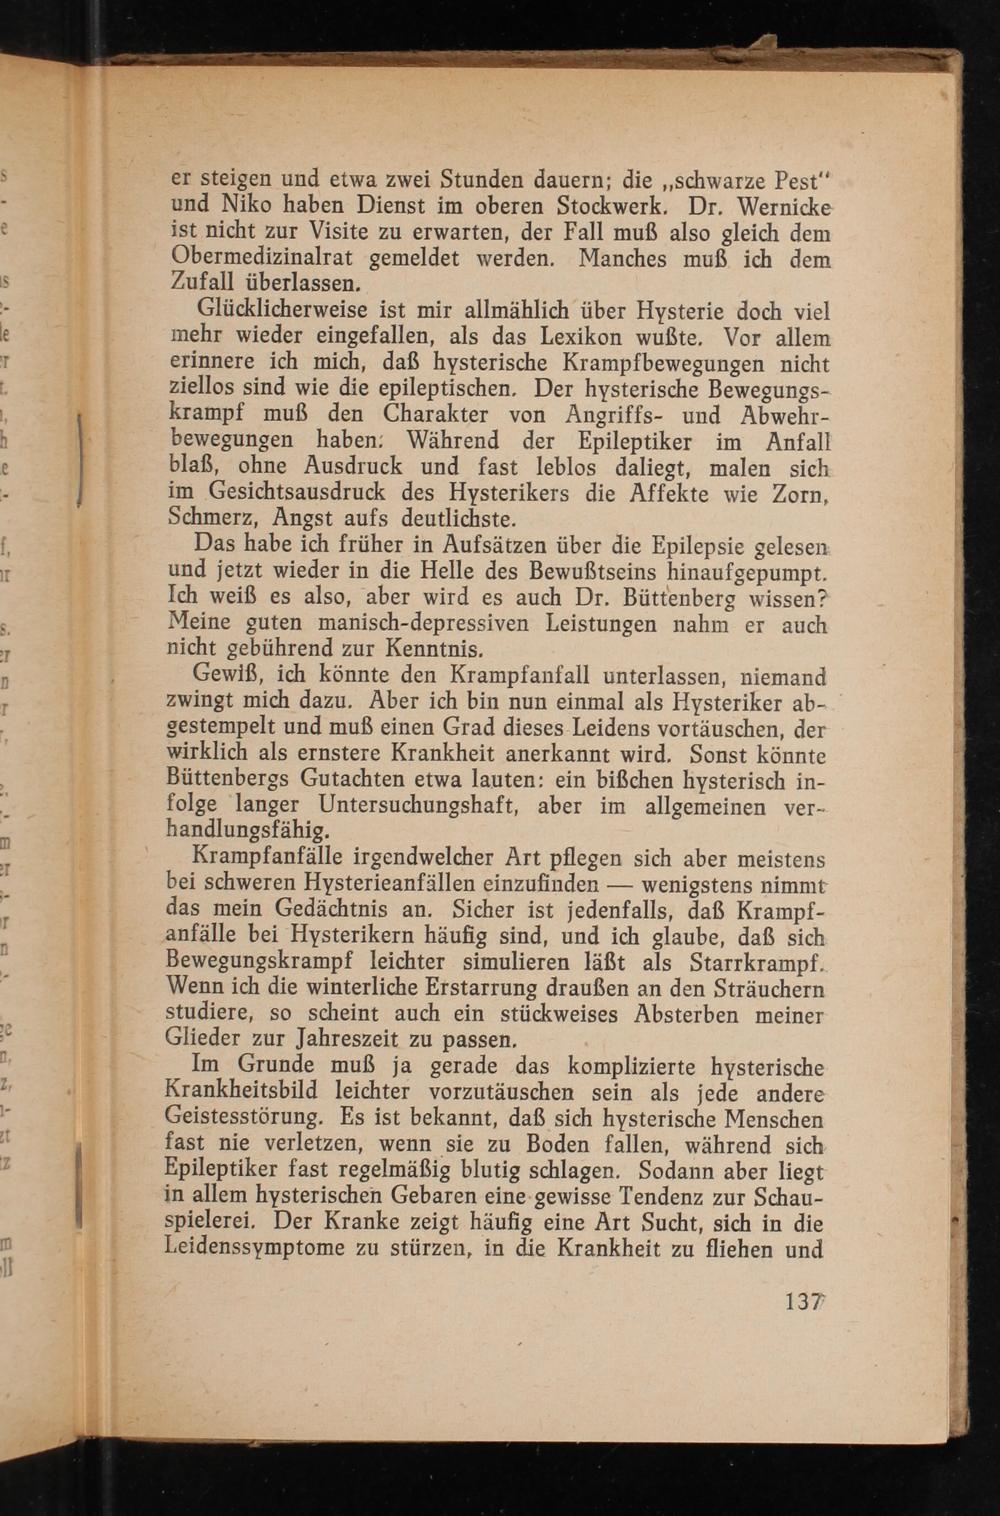 er steigen und etwa zwei Stunden dauern; die „schwarze Pest“
und Niko haben Dienst im oberen Stockwerk. Dr. Wernicke
ist nicht zur Visite zu erwarten, der Fall muß also gleich dem
Obermedizinalrat gemeldet werden. Manches muß ich dem
Zufall überlassen.
Glücklicherweise ist mir allmählich über Hysterie doch viel
mehr wieder eingefallen, als das Lexikon wußte. Vor allem
erinnere ich mich, daß hysterische Krampfbewegungen nicht
ziellos sind wie die epileptischen. Der hysterische Bewegungs-
krampf muß den Charakter von Angriffs- und Abwehr-
bewegungen haben: Während der Epileptiker im Anfall
blaß, ohne Ausdruck und fast leblos daliegt, malen sich
im Gesichtsausdruck des Hysterikers die Affekte wie Zorn,
Schmerz, Angst aufs deutlichste.
Das habe ich früher in Aufsätzen über die Epilepsie gelesen
und jetzt wieder in die Helle des Bewußtseins hinaufgepumpt.
Ich weiß es also, aber wird es auch Dr. Büttenberg wissen?
Meine guten manisch-depressiven Leistungen nahm er auch
nicht gebührend zur Kenntnis.
Gewiß, ich könnte den Krampfanfall unterlassen, niemand
zwingt mich dazu. Aber ich bin nun einmal als Hysteriker ab-
gestempelt und muß einen Grad dieses Leidens vortäuschen, der
wirklich als ernstere Krankheit anerkannt wird. Sonst könnte
Büttenbergs Gutachten etwa lauten: ein bißchen hysterisch in-
folge langer Untersuchungshaft, aber im allgemeinen ver-
handlungsfähig.
Krampfanfälle irgendwelcher Art pflegen sich aber meistens
bei schweren Hysterieanfällen einzufinden — wenigstens nimmt
das mein Gedächtnis an. Sicher ist jedenfalls, daß Krampf-
anfälle bei Hysterikern häufig sind, und ich glaube, daß sich
Bewegungskrampf leichter simulieren läßt als Starrkrampf.
Wenn ich die winterliche Erstarrung draußen an den Sträuchern
studiere, so scheint auch ein stückweises Absterben meiner
Glieder zur Jahreszeit zu passen.
Im Grunde muß ja gerade das komplizierte hysterische
Krankheitsbild leichter vorzutäuschen sein als jede andere
Geistesstörung. Es ist bekannt, daß sich hysterische Menschen
fast nie verletzen, wenn sie zu Boden fallen, während sich
Epileptiker fast regelmäßig blutig schlagen. Sodann aber liegt
in allem hysterischen Gebaren eine gewisse Tendenz zur Schau-
spielerei. Der Kranke zeigt häufig eine Art Sucht, sich in die
Leidenssymptome zu stürzen, in die Krankheit zu fliehen und
137